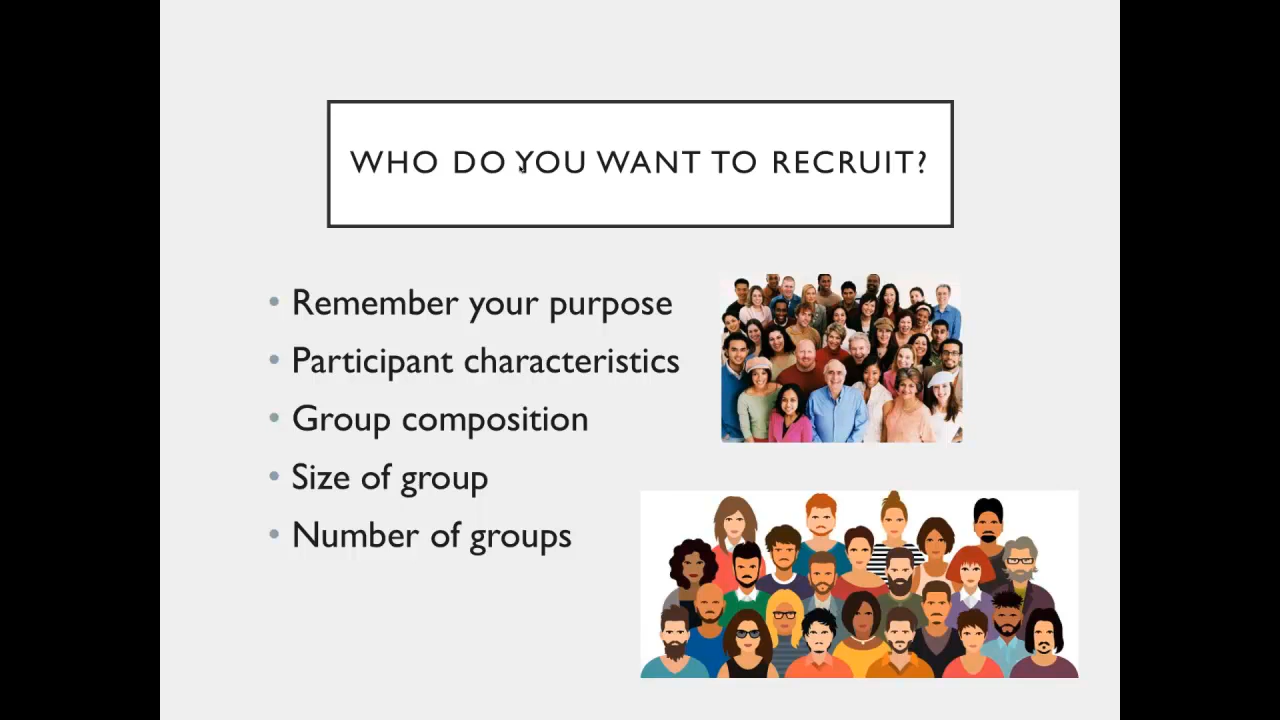 WHO DO YOU WANT TO RECRUIT?
• Remember your purpose
• Participant characteristics
• Group composition
• Size of group
• Number of groups